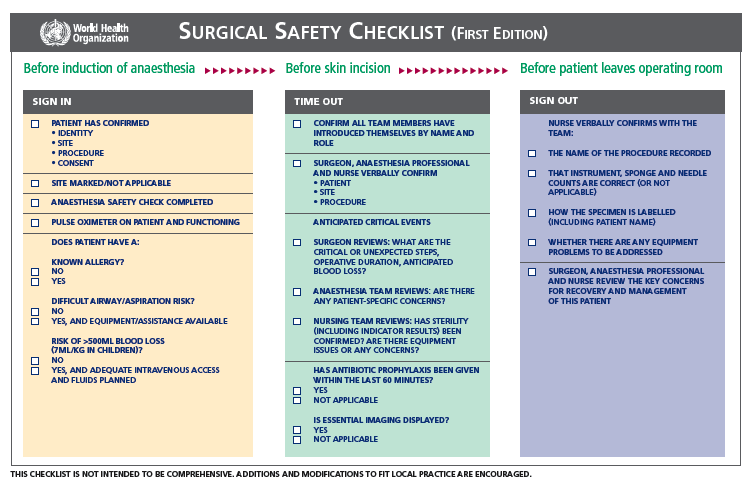 World Health
Organization
SURGICAL SAFETY CHECKLIST (FIRST EDITION)
Before induction of anaesthesia
Before skin incision
Before patient leaves operating room
SIGN IN
PATIENT HAS CONFIRMED
• IDENTITY
• SITE
• PROCEDURE
• CONSENT
SITE MARKED/NOT APPLICABLE
ANAESTHESIA SAFETY CHECK COMPLETED
PULSE OXIMETER ON PATIENT AND FUNCTIONING
DOES PATIENT HAVE A:
KNOWN ALLERGY?
NO
YES
DIFFICULT AIRWAY/ASPIRATION RISK?
NO
YES, AND EQUIPMENT/ASSISTANCE AVAILABLE
RISK OF >500ML BLOOD LOSS
(7ML/KG IN CHILDREN)?
NO
YES, AND ADEQUATE INTRAVENOUS ACCESS
AND FLUIDS PLANNED
TIME OUT
CONFIRM ALL TEAM MEMBERS HAVE
INTRODUCED THEMSELVES BY NAME AND
ROLE
SURGEON, ANAESTHESIA PROFESSIONAL
AND NURSE VERBALLY CONFIRM
• PATIENT
• SITE
• PROCEDURE
ANTICIPATED CRITICAL EVENTS
SURGEON REVIEWS: WHAT ARE THE
CRITICAL OR UNEXPECTED STEPS,
OPERATIVE DURATION, ANTICIPATED
BLOOD LOSS?
ANAESTHESIA TEAM REVIEWS: ARE THERE
ANY PATIENT-SPECIFIC CONCERNS?
NURSING TEAM REVIEWS: HAS STERILITY
(INCLUDING INDICATOR RESULTS) BEEN
CONFIRMED? ARE THERE EQUIPMENT
ISSUES OR ANY CONCERNS?
HAS ANTIBIOTIC PROPHYLAXIS BEEN GIVEN
WITHIN THE LAST 60 MINUTES?
YES
NOT APPLICABLE
IS ESSENTIAL IMAGING DISPLAYED?
YES
NOT APPLICABLE
SIGN OUT
NURSE VERBALLY CONFIRMS WITH THE
TEAM:
THE NAME OF THE PROCEDURE RECORDED
THAT INSTRUMENT, SPONGE AND NEEDLE
COUNTS ARE CORRECT (OR NOT
APPLICABLE)
HOW THE SPECIMEN IS LABELLED
(INCLUDING PATIENT NAME)
WHETHER THERE ARE ANY EQUIPMENT
PROBLEMS TO BE ADDRESSED
SURGEON, ANAESTHESIA PROFESSIONAL
AND NURSE REVIEW THE KEY CONCERNS
FOR RECOVERY AND MANAGEMENT
OF THIS PATIENT
THIS CHECKLIST IS NOT INTENDED TO BE COMPREHENSIVE. ADDITIONS AND MODIFICATIONS TO FIT LOCAL PRACTICE ARE ENCOURAGED.